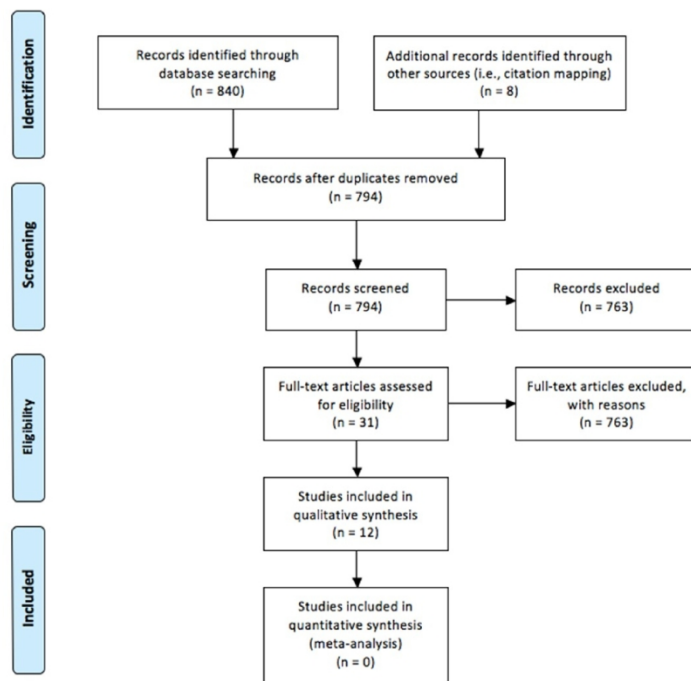 Identification
Records identified through
database searching
(n = 840)
Additional records identified through
other sources (i.e., citation mapping)
(n = 8)
Records after duplicates removed
(n = 794)
Screening
Records screened
(n = 794)
Records excluded
(n = 763)
Eligibility
Full-text articles assessed
for eligibility
(n = 31)
Full-text articles excluded,
with reasons
(n = 763)
Studies included in
qualitative synthesis
(n = 12)
Included
Studies included in
quantitative synthesis
(meta-analysis)
(n = 0)